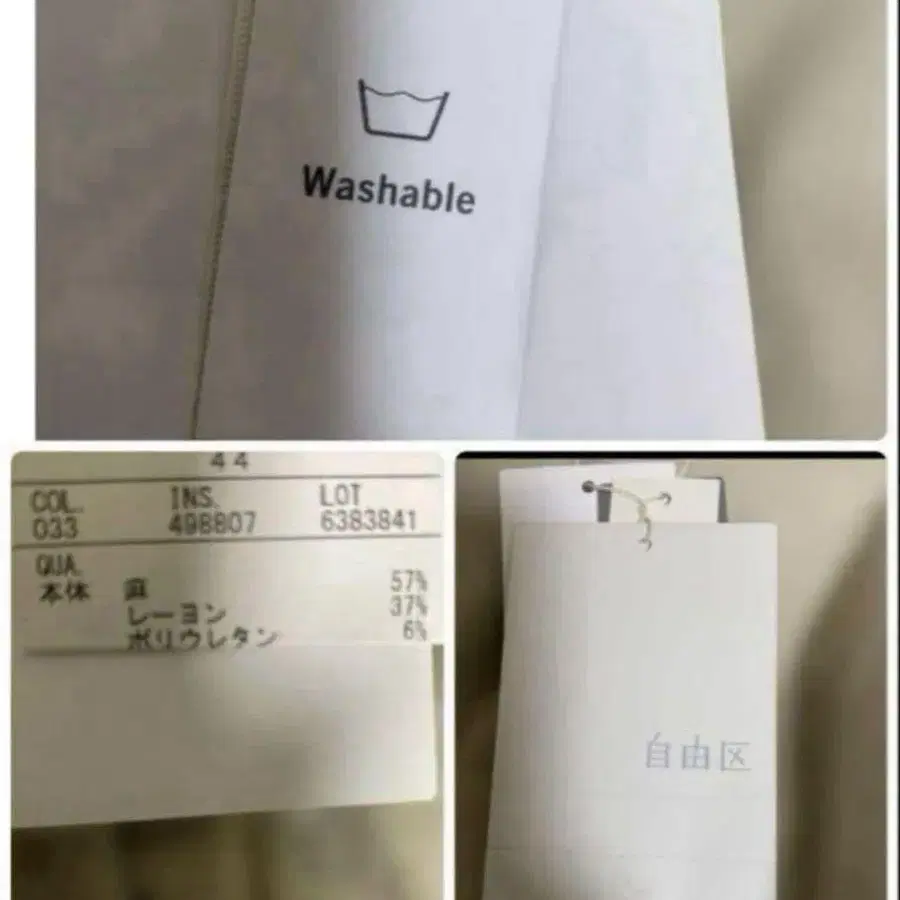 Washable
44
COL. INS. LOT
033 498807 6383841
QUA.
本体 麻 57%
レーヨン 37%
ポリウレタン 6%
自由区